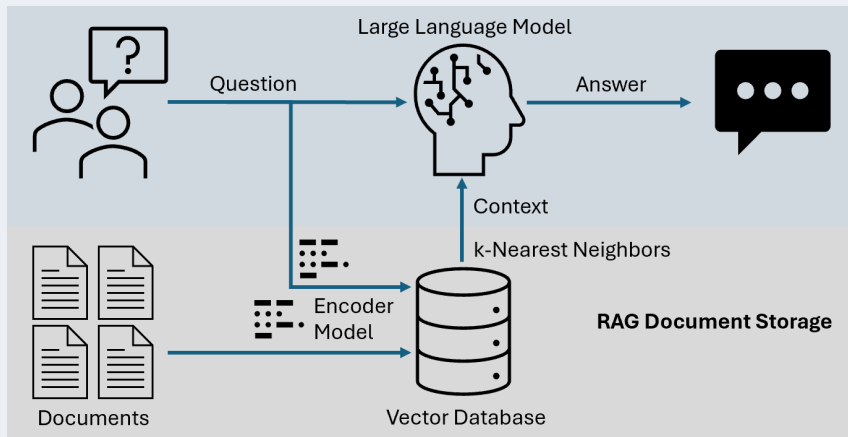 Large Language Model
?
Question
Answer
Context
k-Nearest Neighbors
Encoder
Model
RAG Document Storage
Documents
Vector Database